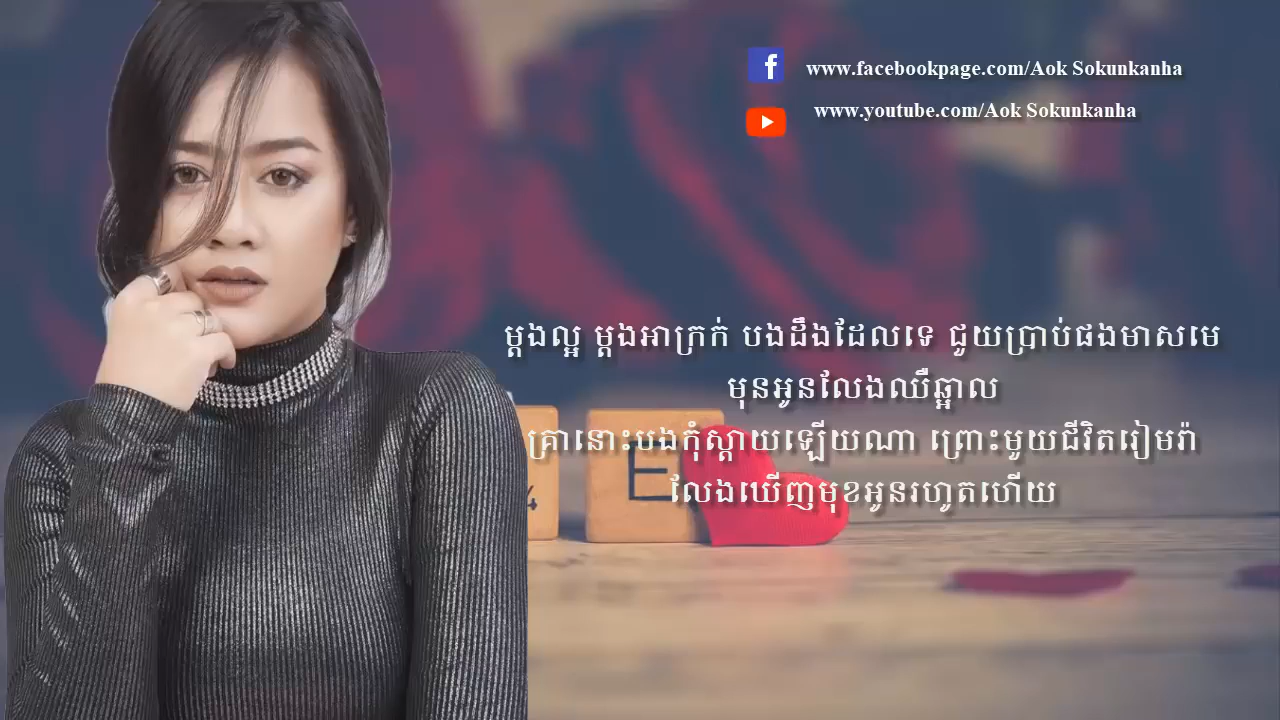 www.facebookpage.com/Aok Sokunkanha
www.youtube.com/Aok Sokunkanha
ម្ដងល្អ ម្ដងអាក្រក់ បងដឹងដែលទេ ជួយប្រាប់ផងមាសមេ
មុនអូនលែងឈឺឆ្អាល
គ្រានោះបងកុំស្ដាយឡើយណា ព្រោះមួយជីវិតរៀមរ៉ា
លែងឃើញមុខអូនរហូតហើយ
4
E